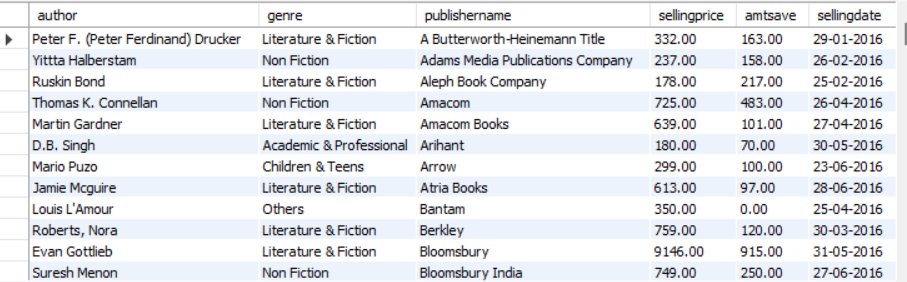 author genre publishername sellingprice amtsave sellingdate
Peter F. (Peter Ferdinand) Drucker Literature & Fiction A Butterworth-Heinemann Title 332.00 163.00 29-01-2016
Yittta Halberstam Non Fiction Adams Media Publications Company 237.00 158.00 26-02-2016
Ruskin Bond Literature & Fiction Aleph Book Company 178.00 217.00 25-02-2016
Thomas K. Connellan Non Fiction Amacom 725.00 483.00 26-04-2016
Martin Gardner Literature & Fiction Amacom Books 639.00 101.00 27-04-2016
D.B. Singh Academic & Professional Arihant 180.00 70.00 30-05-2016
Mario Puzo Children & Teens Arrow 299.00 100.00 23-06-2016
Jamie Mcguire Literature & Fiction Atria Books 613.00 97.00 28-06-2016
Louis L'Amour Others Bantam 350.00 0.00 25-04-2016
Roberts, Nora Literature & Fiction Berkley 759.00 120.00 30-03-2016
Evan Gottlieb Literature & Fiction Bloomsbury 9146.00 915.00 31-05-2016
Suresh Menon Non Fiction Bloomsbury India 749.00 250.00 27-06-2016